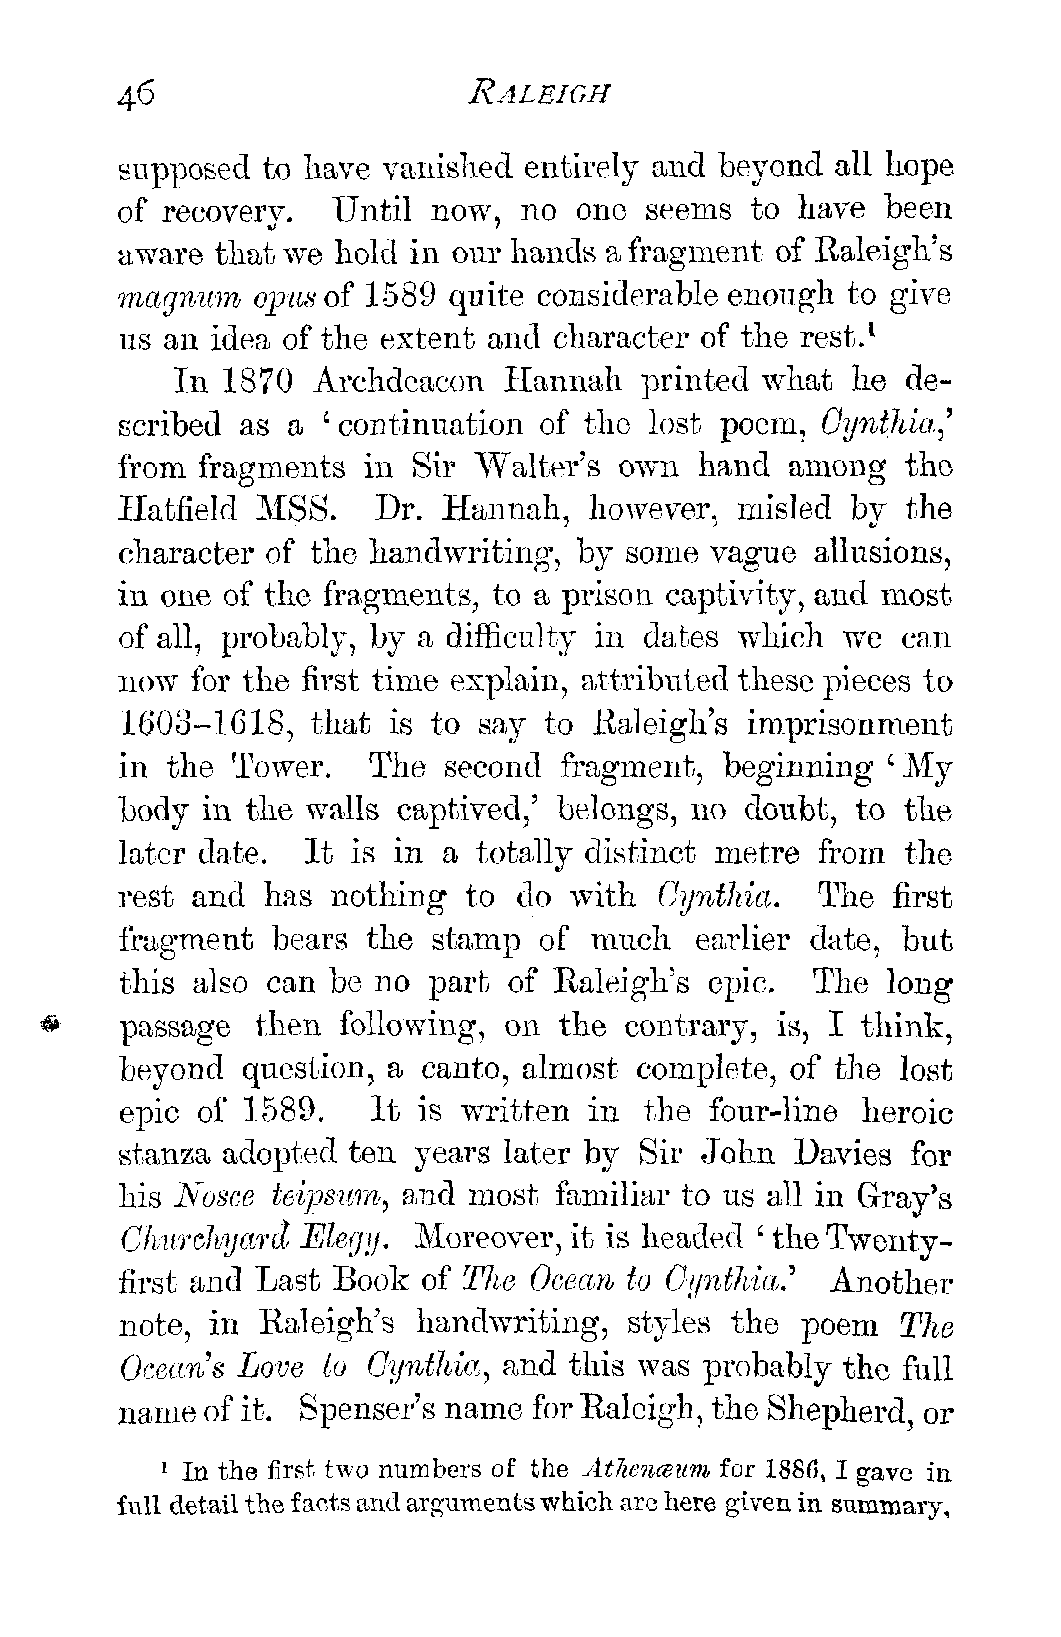 46 RALEIGH
supposed to have vanished entirely and beyond all hope
of recovery. Until now, no one seems to have been
aware that we hold in our hands a fragment of Raleigh's
magnum opus of 1589 quite considerable enough to give
us an idea of the extent and character of the rest.¹
In 1870 Archdeacon Hannah printed what he de-
scribed as a 'continuation of the lost poem, Cynthia,'
from fragments in Sir Walter's own hand among the
Hatfield MSS. Dr. Hannah, however, misled by the
character of the handwriting, by some vague allusions,
in one of the fragments, to a prison captivity, and most
of all, probably, by a difficulty in dates which we can
now for the first time explain, attributed these pieces to
1603–1618, that is to say to Raleigh's imprisonment
in the Tower. The second fragment, beginning 'My
body in the walls captived,' belongs, no doubt, to the
later date. It is in a totally distinct metre from the
rest and has nothing to do with Cynthia. The first
fragment bears the stamp of much earlier date, but
this also can be no part of Raleigh's epic. The long
passage then following, on the contrary, is, I think,
beyond question, a canto, almost complete, of the lost
epic of 1589. It is written in the four-line heroic
stanza adopted ten years later by Sir John Davies for
his Nosce teipsum, and most familiar to us all in Gray's
Churchyard Elegy. Moreover, it is headed 'the Twenty-
first and Last Book of The Ocean to Cynthia.' Another
note, in Raleigh's handwriting, styles the poem The
Ocean's Love to Cynthia, and this was probably the full
name of it. Spenser's name for Raleigh, the Shepherd, or
¹ In the first two numbers of the Athenæum for 1886, I gave in
full detail the facts and arguments which are here given in summary,